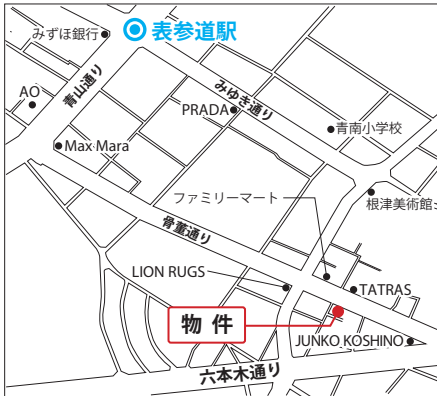 表参道駅
みずほ銀行
青山通り
みゆき通り
AO
PRADA
青南小学校
Max Mara
ファミリーマート
根津美術館
骨董通り
LION RUGS
TATRAS
物件
JUNKO KOSHINO
六本木通り